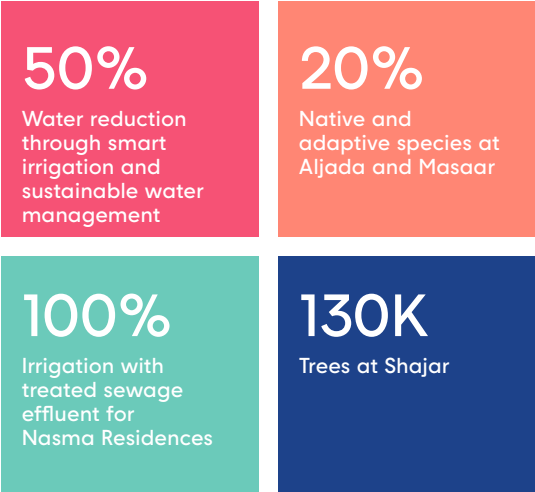 50%
Water reduction
through smart
irrigation and
sustainable water
management
20%
Native and
adaptive species at
Aljada and Masaar
100%
Irrigation with
treated sewage
effluent for
Nasma Residences
130K
Trees at Shajar